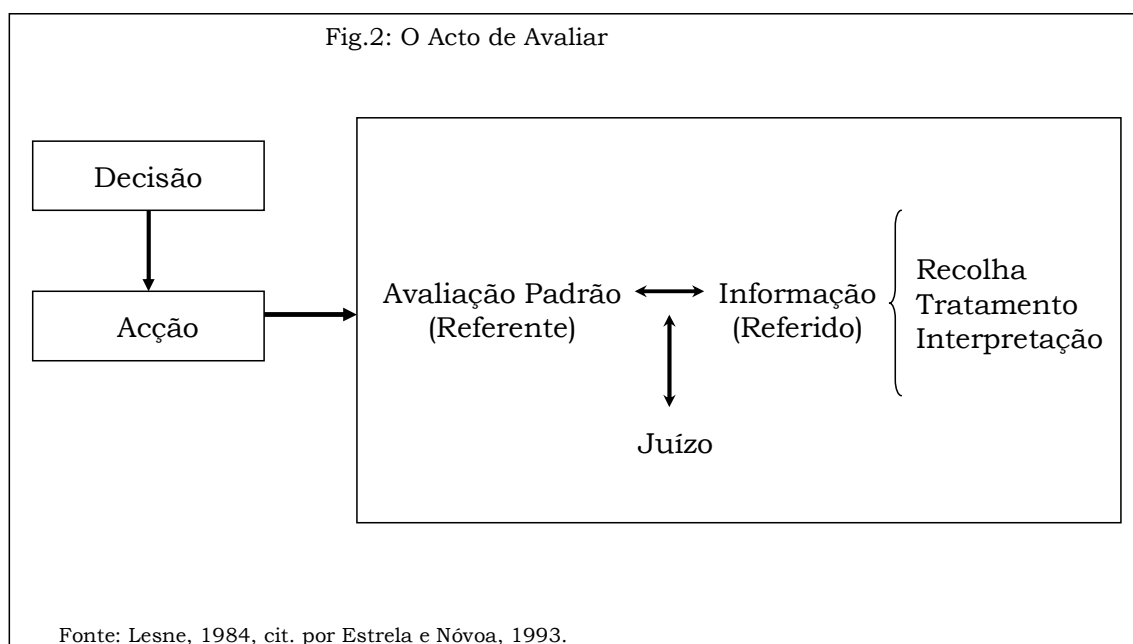 Fig.2: O Acto de Avaliar
Decisão
Acção
Avaliação Padrão
(Referente)
Informação
(Referido)
Recolha
Tratamento
Interpretação
Juízo
Fonte: Lesne, 1984, cit. por Estrela e Nóvoa, 1993.